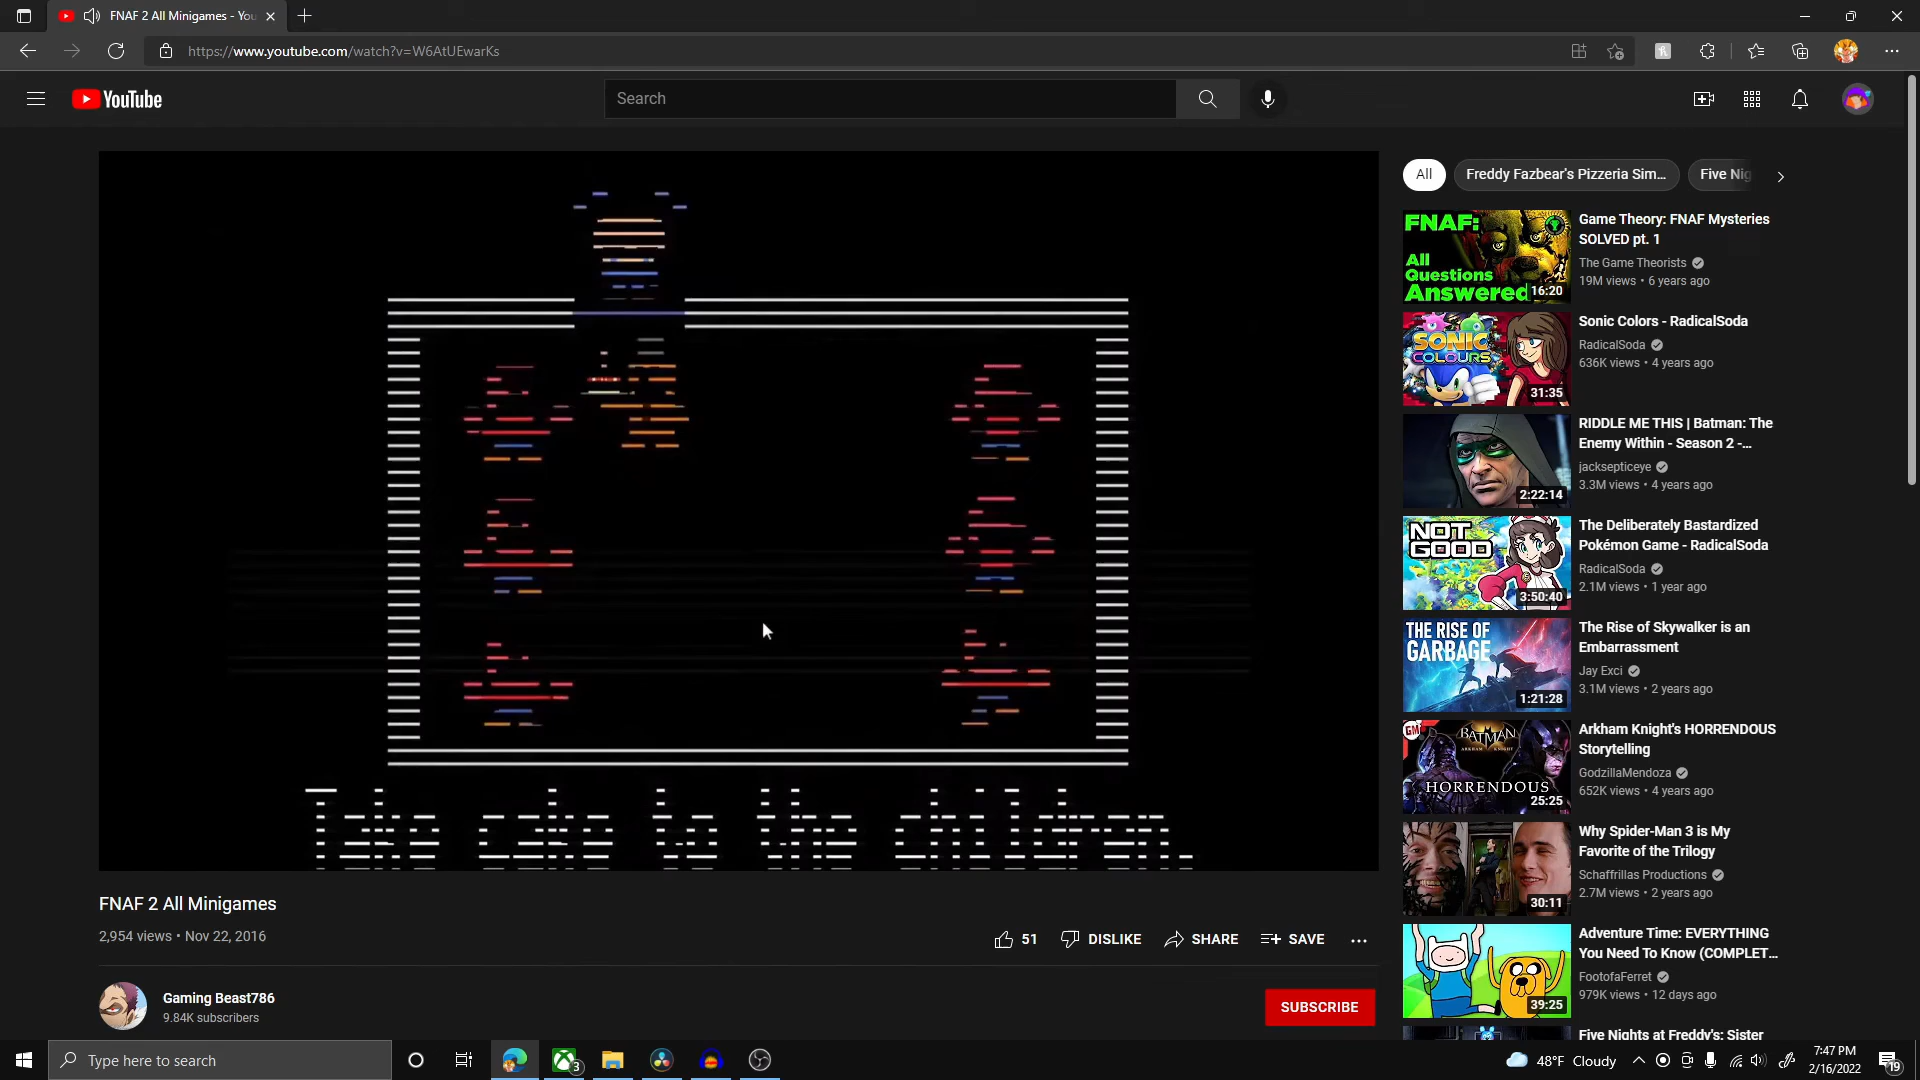 FNAF 2 All Minigames - You
https://www.youtube.com/watch?v=W6AtUEwarKs
YouTube
Search
All
Freddy Fazbear's Pizzeria Sim...
Five Nig
Take cake to the children.
FNAF 2 All Minigames
2,954 views • Nov 22, 2016
51
DISLIKE
SHARE
SAVE
Gaming Beast786
9.84K subscribers
SUBSCRIBE
FNAF:
All
Questions
Answered
16:20
Game Theory: FNAF Mysteries
SOLVED pt. 1
The Game Theorists
19M views • 6 years ago
SONIC
COLOURS
31:35
Sonic Colors - RadicalSoda
RadicalSoda
636K views • 4 years ago
2:22:14
RIDDLE ME THIS | Batman: The
Enemy Within - Season 2 -...
jacksepticeye
3.3M views • 4 years ago
NOT
GOOD
3:50:40
The Deliberately Bastardized
Pokémon Game - RadicalSoda
RadicalSoda
2.1M views • 1 year ago
THE RISE OF
GARBAGE
1:21:28
The Rise of Skywalker is an
Embarrassment
Jay Exci
3.1M views • 2 years ago
GM
BATMAN
ARKHAM KNIGHT
HORRENDOUS
25:25
Arkham Knight's HORRENDOUS
Storytelling
GodzillaMendoza
652K views • 4 years ago
30:11
Why Spider-Man 3 is My
Favorite of the Trilogy
Schaffrillas Productions
2.7M views • 2 years ago
39:25
Adventure Time: EVERYTHING
You Need To Know (COMPLET...
FootofaFerret
979K views • 12 days ago
Five Nights at Freddy's: Sister
Type here to search
3
48°F Cloudy
7:47 PM
2/16/2022
19